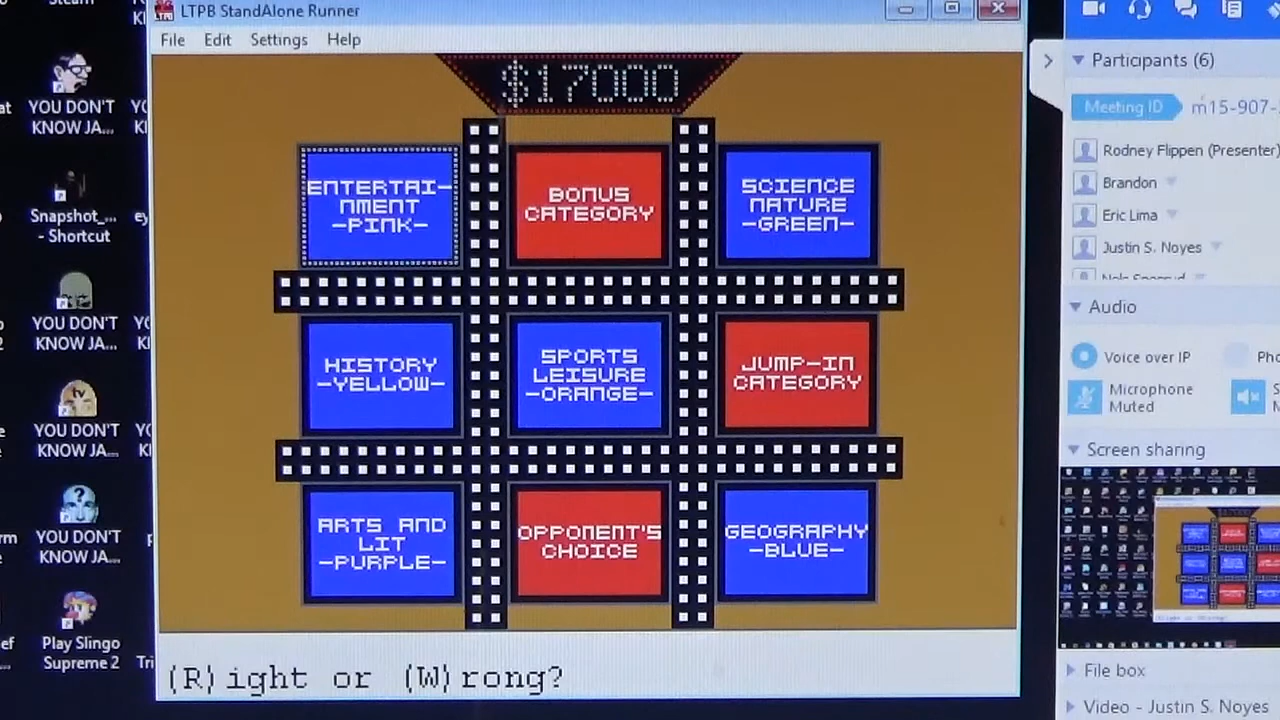 Steam
LTPB StandAlone Runner
File Edit Settings Help
$17000
ENTERTAI-
NMENT
-PINK-
BONUS
CATEGORY
SCIENCE
NATURE
-GREEN-
HISTORY
-YELLOW-
SPORTS
LEISURE
-ORANGE-
JUMP-IN
CATEGORY
ARTS AND
LIT
-PURPLE-
OPPONENT'S
CHOICE
GEOGRAPHY
-BLUE-
(R)ight or (W)rong?
YOU DON'T
KNOW JA...
Snapshot_...
- Shortcut
YOU DON'T
KNOW JA...
YOU DON'T
KNOW JA...
YOU DON'T
KNOW JA...
Play Slingo
Supreme 2
Participants (6)
Meeting ID m15-907-
Rodney Flippen (Presenter)
Brandon
Eric Lima
Justin S. Noyes
Audio
Voice over IP
Microphone
Muted
Screen sharing
File box
Video - Justin S. Noyes